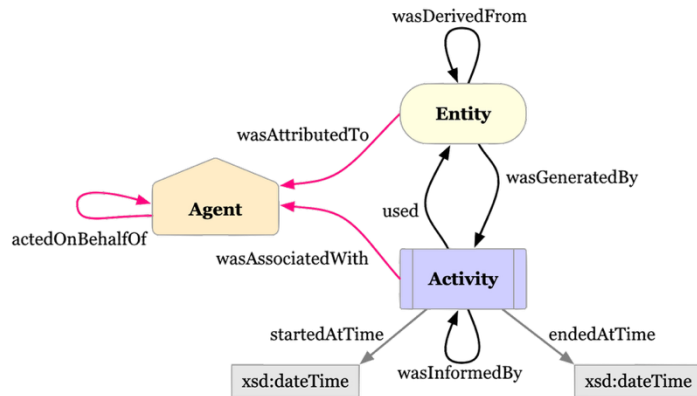 wasDerivedFrom
Entity
wasAttributedTo
wasGeneratedBy
Agent
used
actedOnBehalfOf
wasAssociatedWith
Activity
startedAtTime
endedAtTime
wasInformedBy
xsd:dateTime
xsd:dateTime